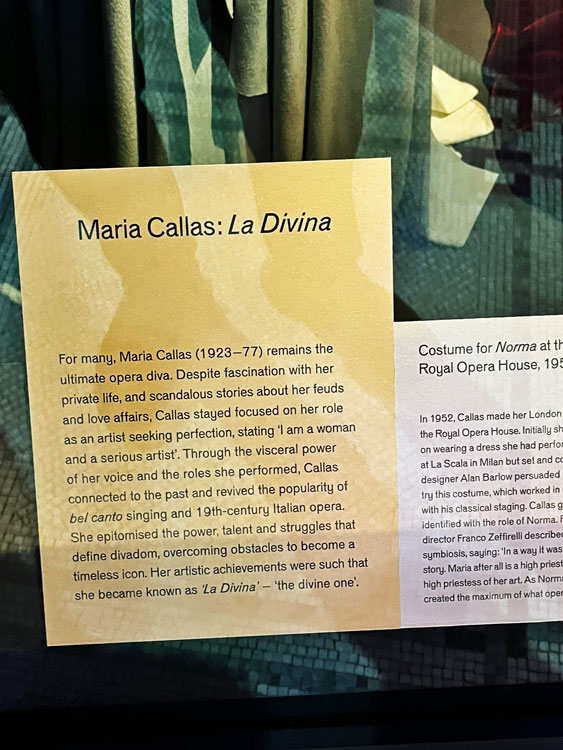 Maria Callas: La Divina
For many, Maria Callas (1923–77) remains the
ultimate opera diva. Despite fascination with her
private life, and scandalous stories about her feuds
and love affairs, Callas stayed focused on her role
as an artist seeking perfection, stating ‘I am a woman
and a serious artist’. Through the visceral power
of her voice and the roles she performed, Callas
connected to the past and revived the popularity of
bel canto singing and 19th-century Italian opera.
She epitomised the power, talent and struggles that
define divadom, overcoming obstacles to become a
timeless icon. Her artistic achievements were such that
she became known as ‘La Divina’ – ‘the divine one’.
Costume for Norma at
Royal Opera House,
In 1952, Callas made her London
the Royal Opera House. Initially
on wearing a dress she had
at La Scala in Milan but set and
designer Alan Barlow persuaded
try this costume, which worked in
with his classical staging. Callas
identified with the role of Norma.
director Franco Zeffirelli described
symbiosis, saying: ‘In a way it was
story. Maria after all is a high
high priestess of her art. As
created the maximum of what